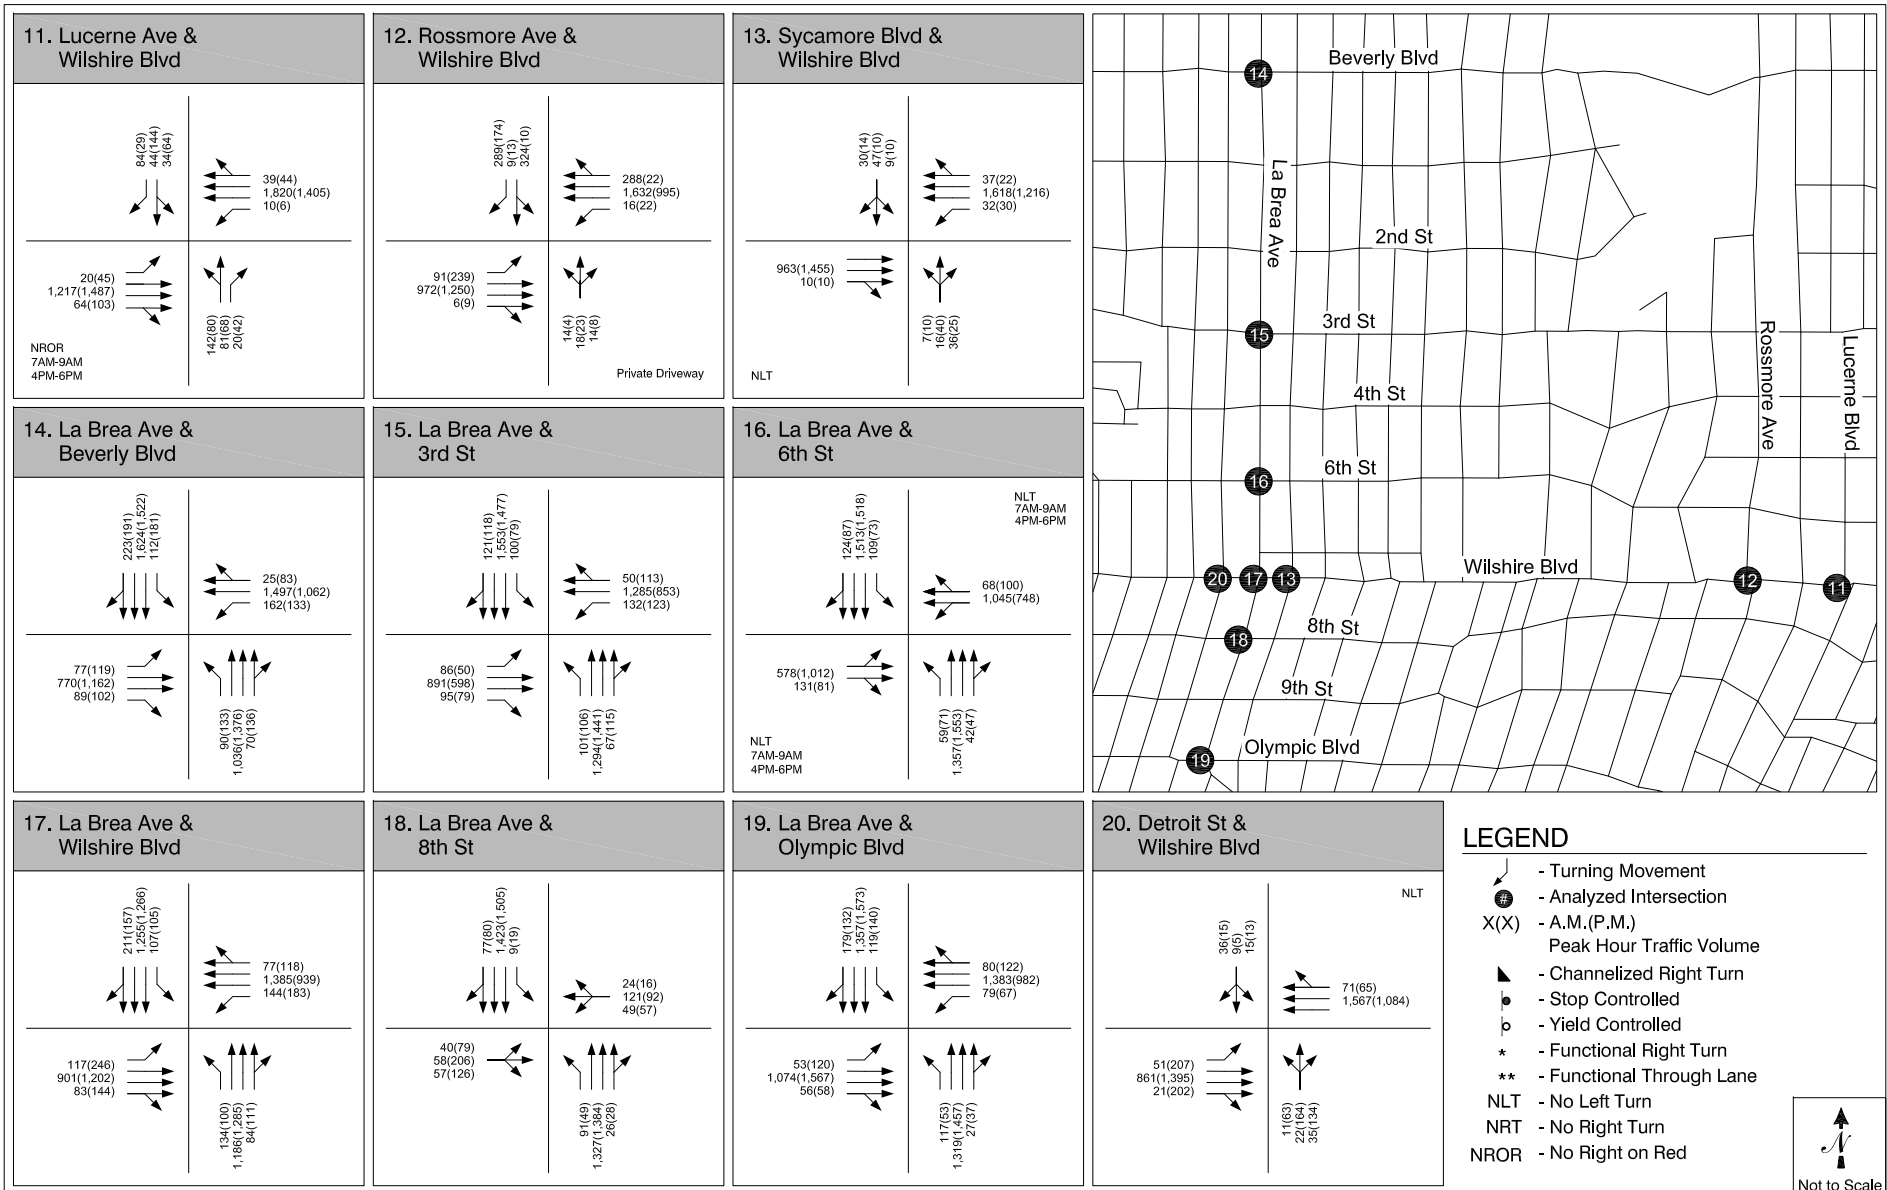 11. Lucerne Ave &
Wilshire Blvd
84(29)
44(144)
34(64)
39(44)
1,820(1,405)
10(6)
20(45)
1,217(1,487)
64(103)
142(80)
81(68)
20(42)
NROR
7AM-9AM
4PM-6PM
12. Rossmore Ave &
Wilshire Blvd
289(174)
9(13)
324(10)
288(22)
1,632(995)
16(22)
91(239)
972(1,250)
6(9)
14(4)
18(23)
14(8)
Private Driveway
13. Sycamore Blvd &
Wilshire Blvd
30(14)
47(10)
9(10)
37(22)
1,618(1,216)
32(30)
963(1,455)
10(10)
7(10)
16(40)
36(25)
NLT
14. La Brea Ave &
Beverly Blvd
223(191)
1,624(1,522)
112(181)
25(83)
1,497(1,062)
162(133)
77(119)
770(1,162)
89(102)
90(133)
1,036(1,376)
70(136)
15. La Brea Ave &
3rd St
121(118)
1,553(1,477)
100(79)
50(113)
1,285(853)
132(123)
86(50)
891(598)
95(79)
101(106)
1,294(1,441)
67(115)
16. La Brea Ave &
6th St
NLT
7AM-9AM
4PM-6PM
124(87)
1,513(1,518)
109(73)
68(100)
1,045(748)
578(1,012)
131(81)
59(71)
1,357(1,553)
42(47)
NLT
7AM-9AM
4PM-6PM
17. La Brea Ave &
Wilshire Blvd
211(157)
1,255(1,266)
107(105)
77(118)
1,385(939)
144(183)
117(246)
901(1,202)
83(144)
134(100)
1,186(1,285)
84(111)
18. La Brea Ave &
8th St
77(80)
1,423(1,505)
9(19)
24(16)
121(92)
49(57)
40(79)
58(206)
57(126)
91(49)
1,327(1,384)
26(28)
19. La Brea Ave &
Olympic Blvd
179(132)
1,357(1,573)
119(140)
80(122)
1,383(982)
79(67)
53(120)
1,074(1,567)
56(58)
117(53)
1,319(1,457)
27(37)
20. Detroit St &
Wilshire Blvd
NLT
36(15)
9(5)
15(13)
71(65)
1,567(1,084)
51(207)
861(1,395)
21(202)
11(63)
22(164)
35(134)
Beverly Blvd
14
La Brea Ave
2nd St
3rd St
15
Rossmore Ave
Lucerne Blvd
4th St
6th St
16
Wilshire Blvd
20
17
13
12
11
8th St
18
9th St
Olympic Blvd
19
LEGEND
- Turning Movement
# - Analyzed Intersection
X(X) - A.M.(P.M.)
Peak Hour Traffic Volume
- Channelized Right Turn
- Stop Controlled
- Yield Controlled
* - Functional Right Turn
** - Functional Through Lane
NLT - No Left Turn
NRT - No Right Turn
NROR - No Right on Red
N
Not to Scale